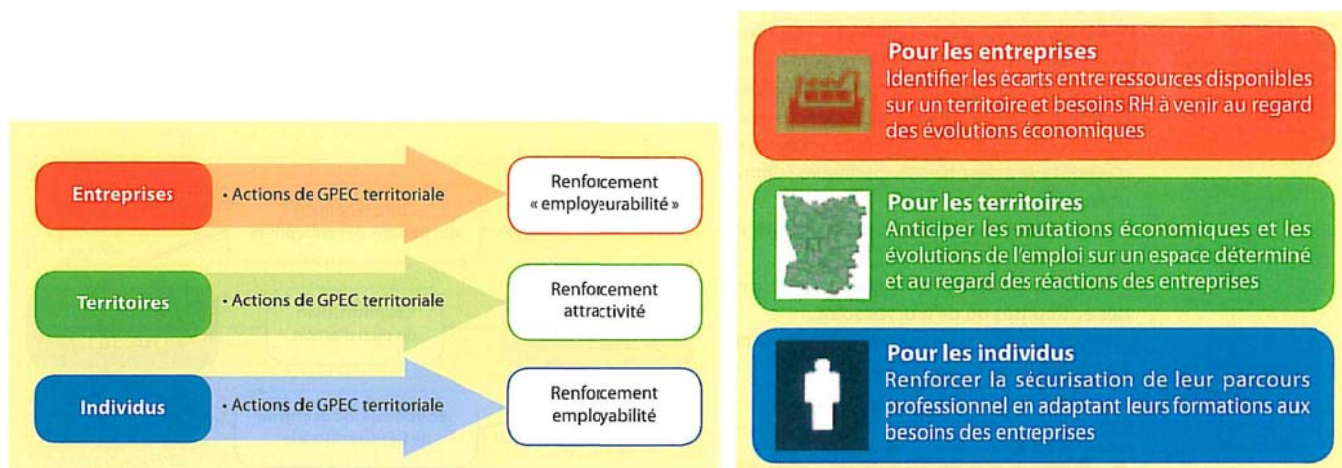 Entreprises
• Actions de GPEC territoriale
Renforcement
« employeurabilité »
Territoires
• Actions de GPEC territoriale
Renforcement
attractivité
Individus
• Actions de GPEC territoriale
Renforcement
employabilité
Pour les entreprises
Identifier les écarts entre ressources disponibles
sur un territoire et besoins RH à venir au regard
des évolutions économiques
Pour les territoires
Anticiper les mutations économiques et les
évolutions de l'emploi sur un espace déterminé
et au regard des réactions des entreprises
Pour les individus
Renforcer la sécurisation de leur parcours
professionnel en adaptant leurs formations aux
besoins des entreprises